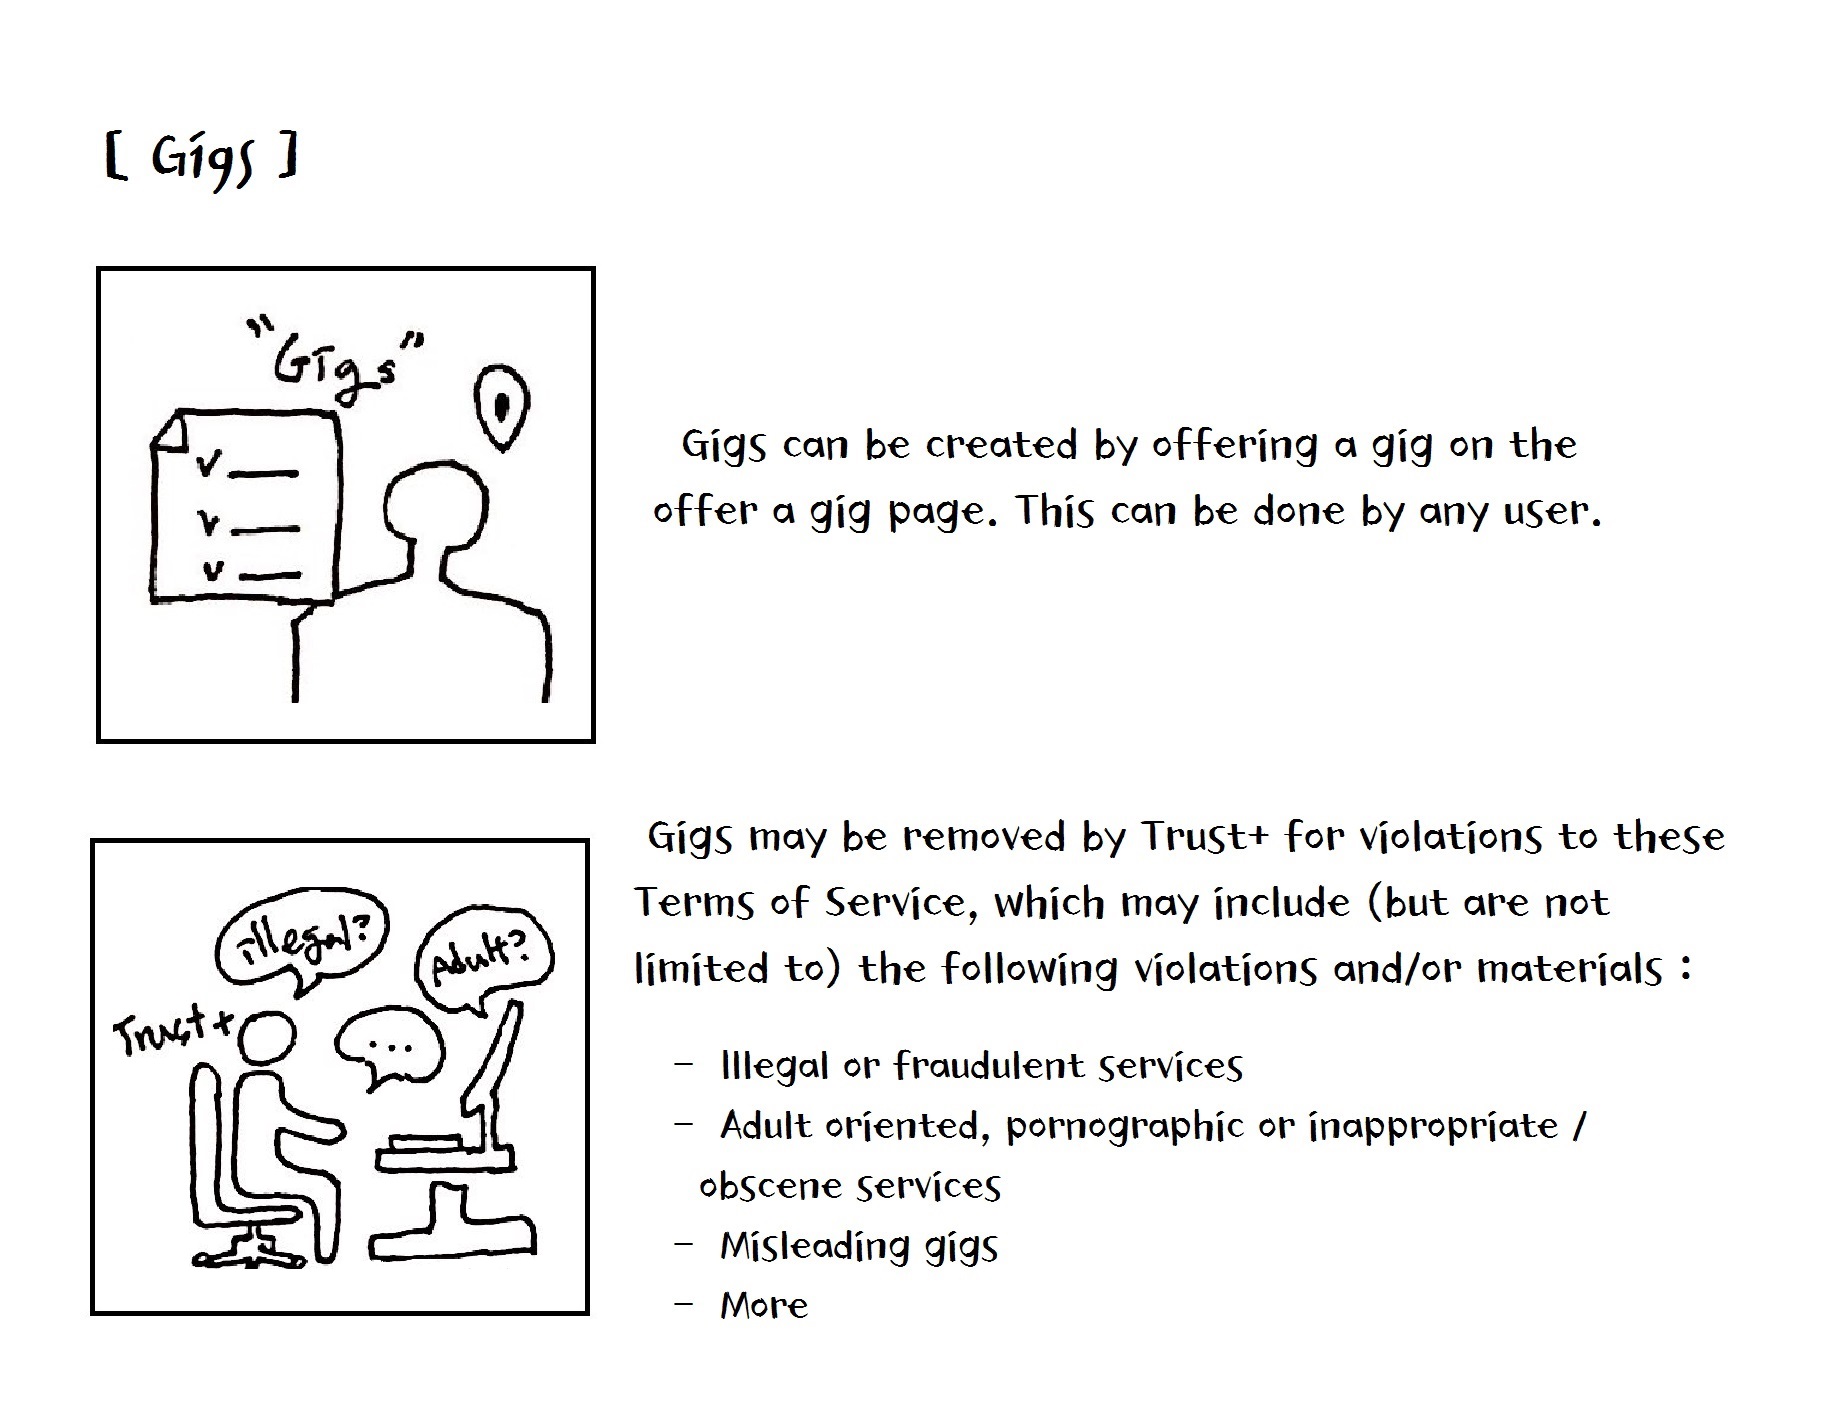 [ Gigs ]
"Gigs"
v
v
v
Gigs can be created by offering a gig on the
offer a gig page. This can be done by any user.
illegal?
Adult?
Trust+
...
Gigs may be removed by Trust+ for violations to these
Terms of Service, which may include (but are not
limited to) the following violations and/or materials :
- Illegal or fraudulent services
- Adult oriented, pornographic or inappropriate /
obscene services
- Misleading gigs
- More